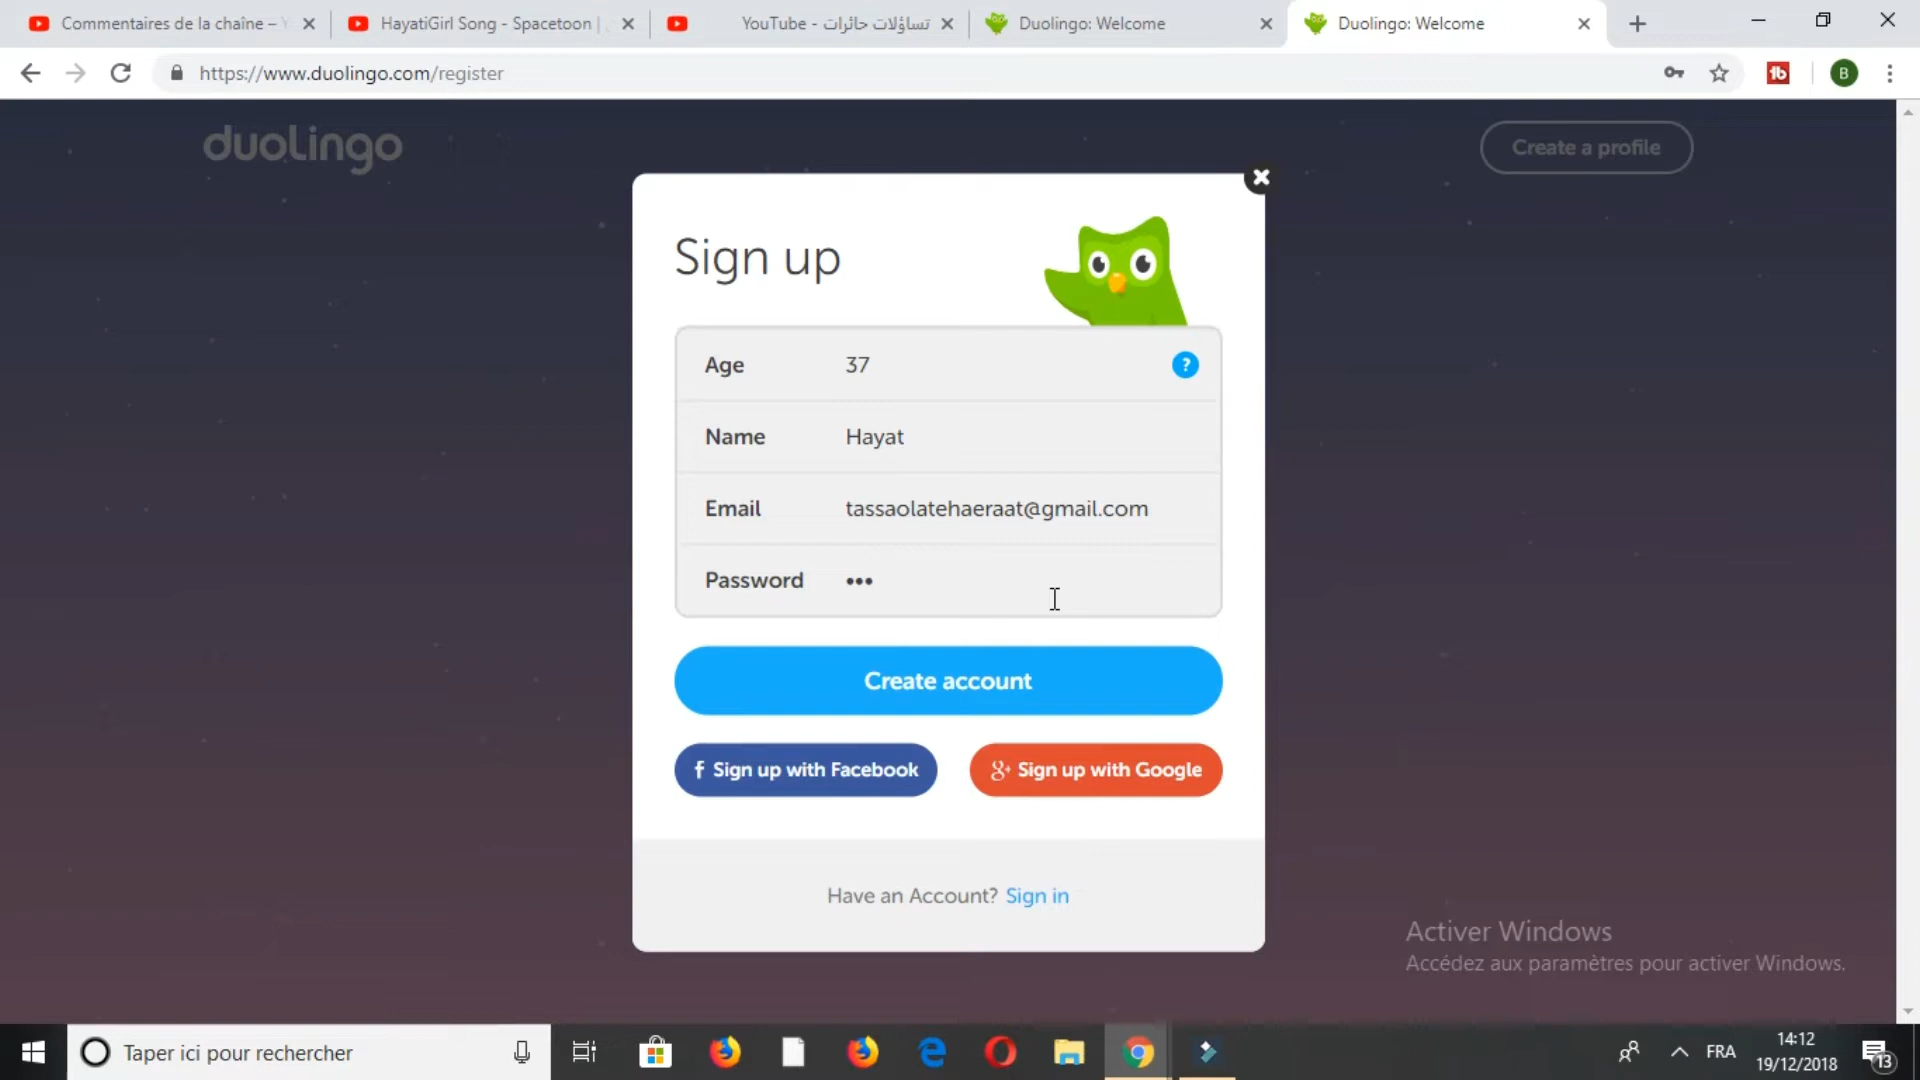 Commentaires de la chaîne –
HayatiGirl Song - Spacetoon |
تساؤلات حائرات - YouTube
Duolingo: Welcome
Duolingo: Welcome
https://www.duolingo.com/register
B
duolingo
Create a profile
Sign up
Age 37 ?
Name Hayat
Email tassaolatehaeraat@gmail.com
Password •••
Create account
f Sign up with Facebook
g+ Sign up with Google
Have an Account? Sign in
Activer Windows
Accédez aux paramètres pour activer Windows.
Taper ici pour rechercher
FRA
14:12
19/12/2018
13